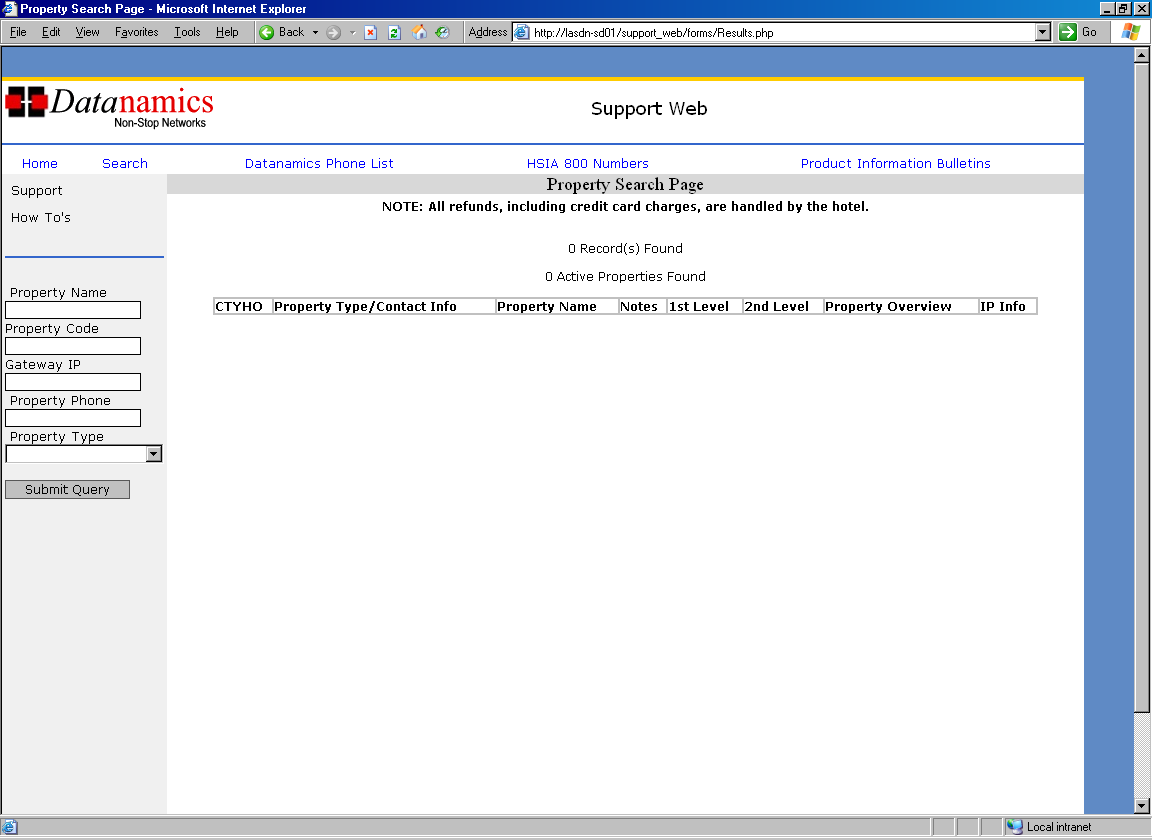 Property Search Page - Microsoft Internet Explorer
File Edit View Favorites Tools Help Back Address http://lasdn-sd01/support_web/forms/Results.php Go
Datanamics
Non-Stop Networks
Support Web
Home Search Datanamics Phone List HSIA 800 Numbers Product Information Bulletins
Support
How To's
Property Search Page
NOTE: All refunds, including credit card charges, are handled by the hotel.
0 Record(s) Found
0 Active Properties Found
CTYHO Property Type/Contact Info Property Name Notes 1st Level 2nd Level Property Overview IP Info
Property Name
Property Code
Gateway IP
Property Phone
Property Type
Submit Query
Local intranet